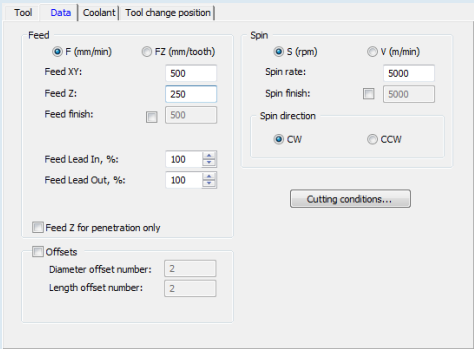 Tool Data Coolant Tool change position
Feed
F (mm/min) FZ (mm/tooth)
Feed XY: 500
Feed Z: 250
Feed finish: 500
Feed Lead In, %: 100
Feed Lead Out, %: 100
Feed Z for penetration only
Offsets
Diameter offset number: 2
Length offset number: 2
Spin
S (rpm) V (m/min)
Spin rate: 5000
Spin finish: 5000
Spin direction
CW CCW
Cutting conditions...